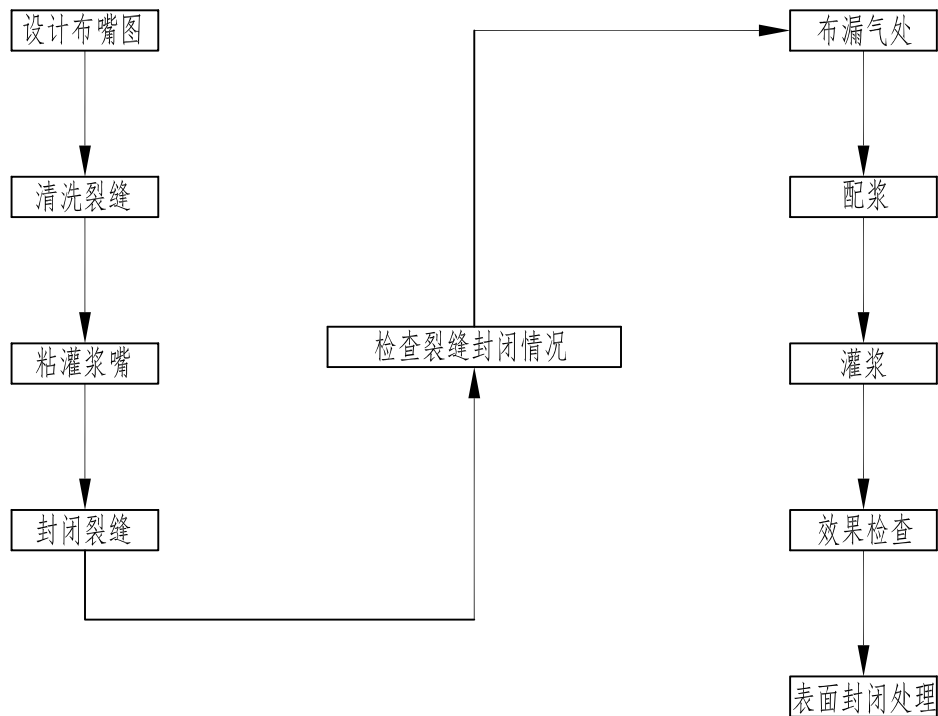 设计布嘴图
清洗裂缝
粘灌浆嘴
封闭裂缝
检查裂缝封闭情况
布漏气处
配浆
灌浆
效果检查
表面封闭处理